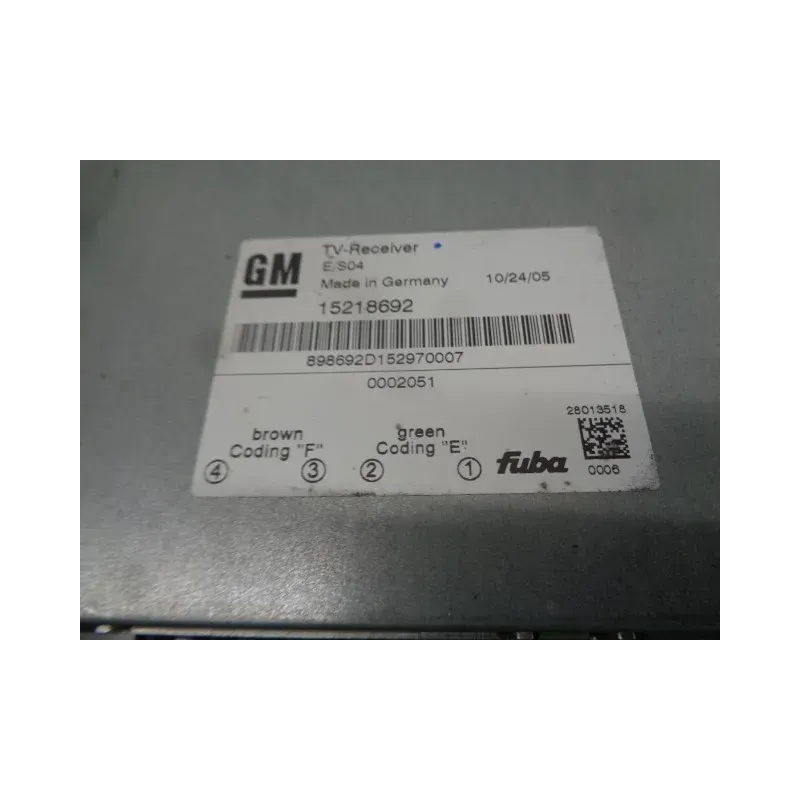 GM
TV-Receiver
E/S04
Made in Germany 10/24/05
15218692
898692D152970007
0002051
brown
Coding "F"
green
Coding "E"
4 3 2 1
fuba
28013518
0006